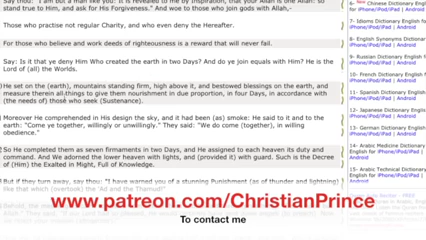 Say thou: "I am but a man like you: It is revealed to me by Inspiration, that your Allah is one Allah: so
stand true to Him, and ask for His Forgiveness." And woe to those who join gods with Allah,-
Those who practise not regular Charity, and who even deny the Hereafter.
For those who believe and work deeds of righteousness is a reward that will never fail.
Say: Is it that ye deny Him Who created the earth in two Days? And do ye join equals with Him? He is the
Lord of (all) the Worlds.
He set on the (earth), mountains standing firm, high above it, and bestowed blessings on the earth, and
measure therein all things to give them nourishment in due proportion, in four Days, in accordance with
(the needs of) those who seek (Sustenance).
Moreover He comprehended in His design the sky, and it had been (as) smoke: He said to it and to the
earth: "Come ye together, willingly or unwillingly." They said: "We do come (together), in willing
obedience."
So He completed them as seven firmaments in two Days, and He assigned to each heaven its duty and
command. And We adorned the lower heaven with lights, and (provided it) with guard. Such is the Decree
of (Him) the Exalted in Might, Full of Knowledge.
But if they turn away, say thou: "I have warned you of a stunning Punishment (as of thunder and lightning)
like that which (overtook) the 'Ad and the Thamud!"
www.patreon.com/ChristianPrince
To contact me
6- New Chinese Dictionary English
for iPhone/iPod/iPad | Android
7- Idioms Dictionary English for
iPhone/iPod/iPad | Android
8- English Synonyms Dictionary
for iPhone/iPod/iPad | Android
9- Russian Dictionary English for
iPhone/iPod/iPad | Android
10- French Dictionary English for
iPhone/iPod/iPad | Android
11- Spanish Dictionary English for
iPhone/iPod/iPad | Android
12- Japanese Dictionary English for
iPhone/iPod/iPad | Android
13- German Dictionary English for
iPhone/iPod/iPad | Android
14- Arabic Medicine Dictionary
English for iPhone/iPod/iPad |
Android
15- Arabic Technical Dictionary
English for iPhone/iPod/iPad |
Android